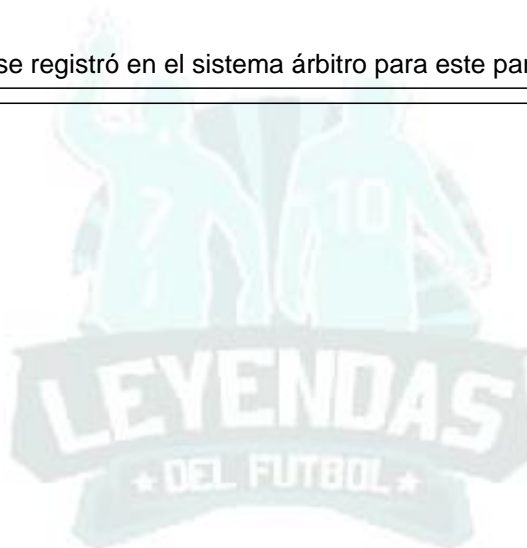 se registró en el sistema árbitro para este par
7
10
LEYENDAS
★ DEL FUTBOL ★